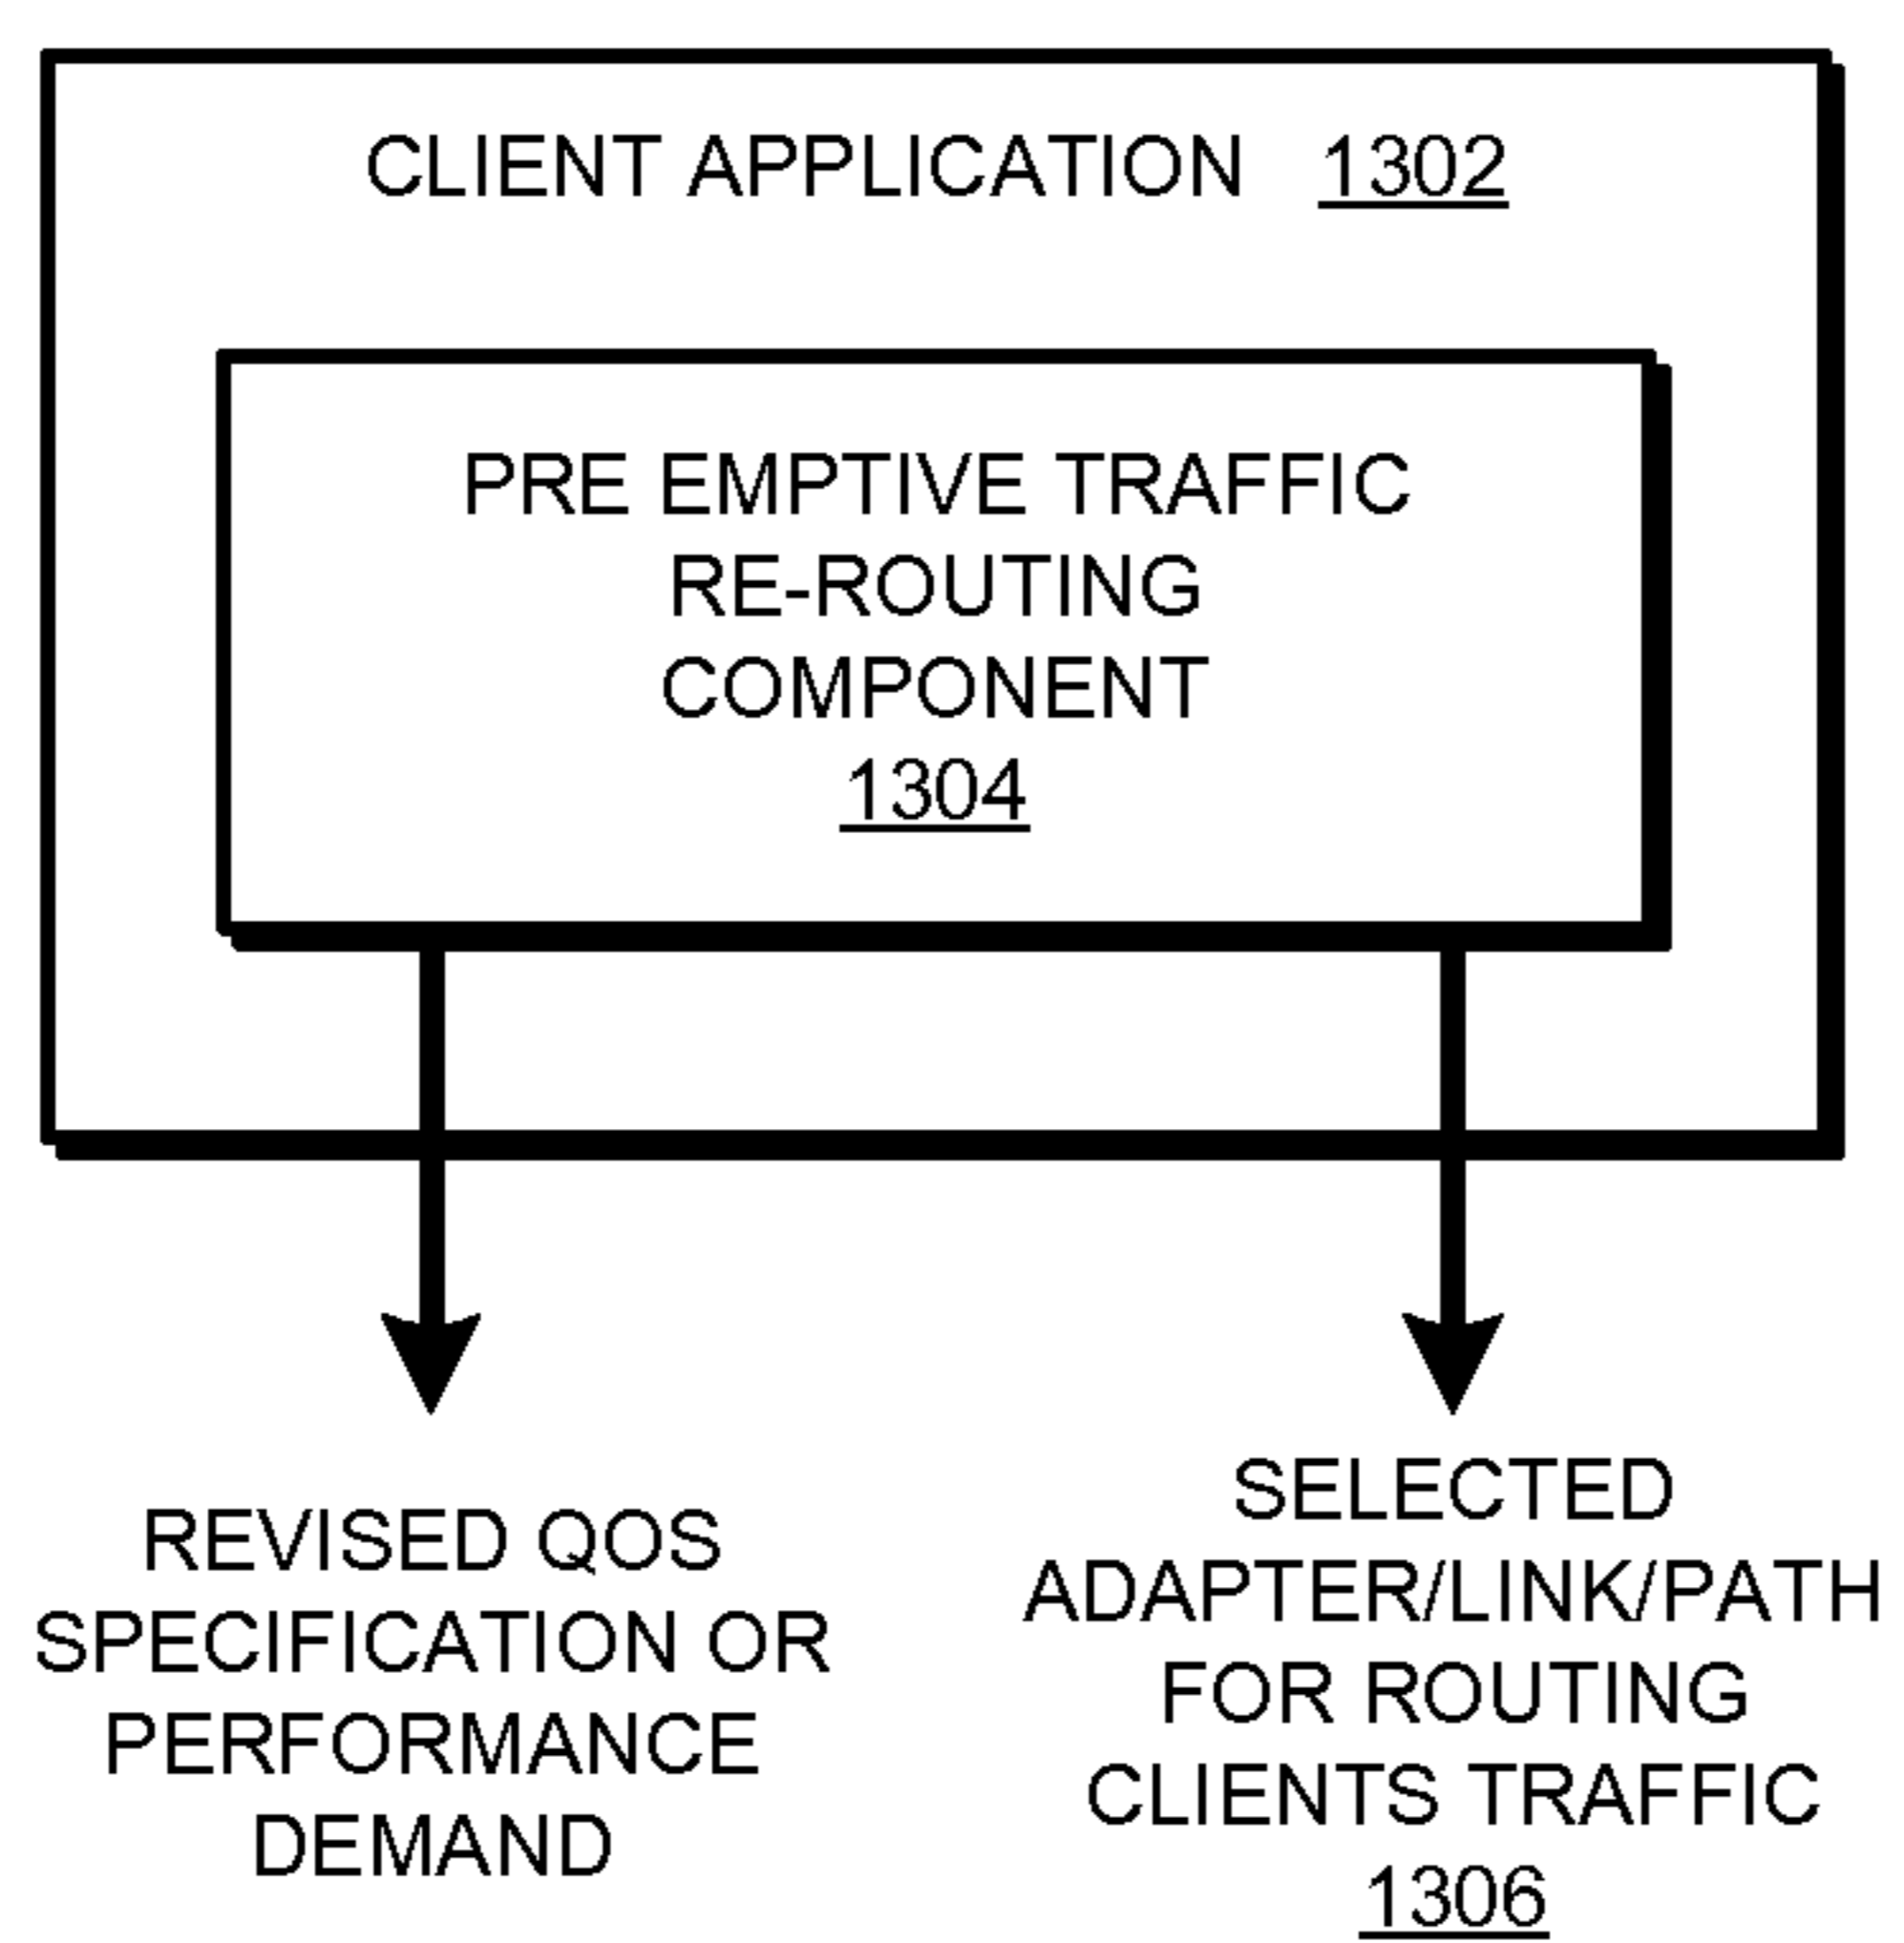 CLIENT APPLICATION 1302
PRE EMPTIVE TRAFFIC
RE-ROUTING
COMPONENT
1304
REVISED QOS
SPECIFICATION OR
PERFORMANCE
DEMAND
SELECTED
ADAPTER/LINK/PATH
FOR ROUTING
CLIENTS TRAFFIC
1306